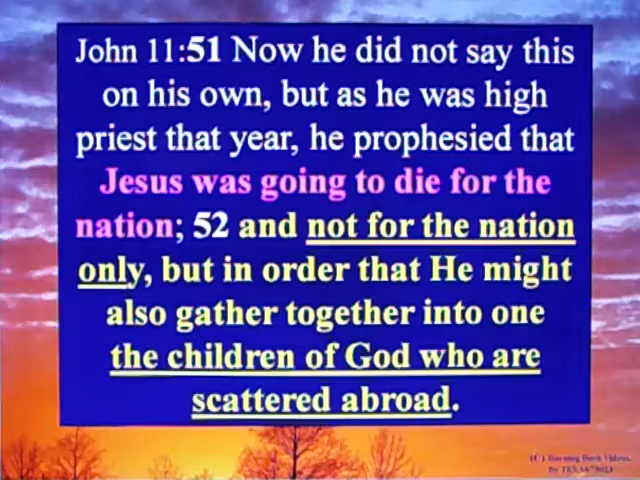 John 11:51 Now he did not say this
on his own, but as he was high
priest that year, he prophesied that
Jesus was going to die for the
nation; 52 and not for the nation
only, but in order that He might
also gather together into one
the children of God who are
scattered abroad.
(C)
Videos,
By